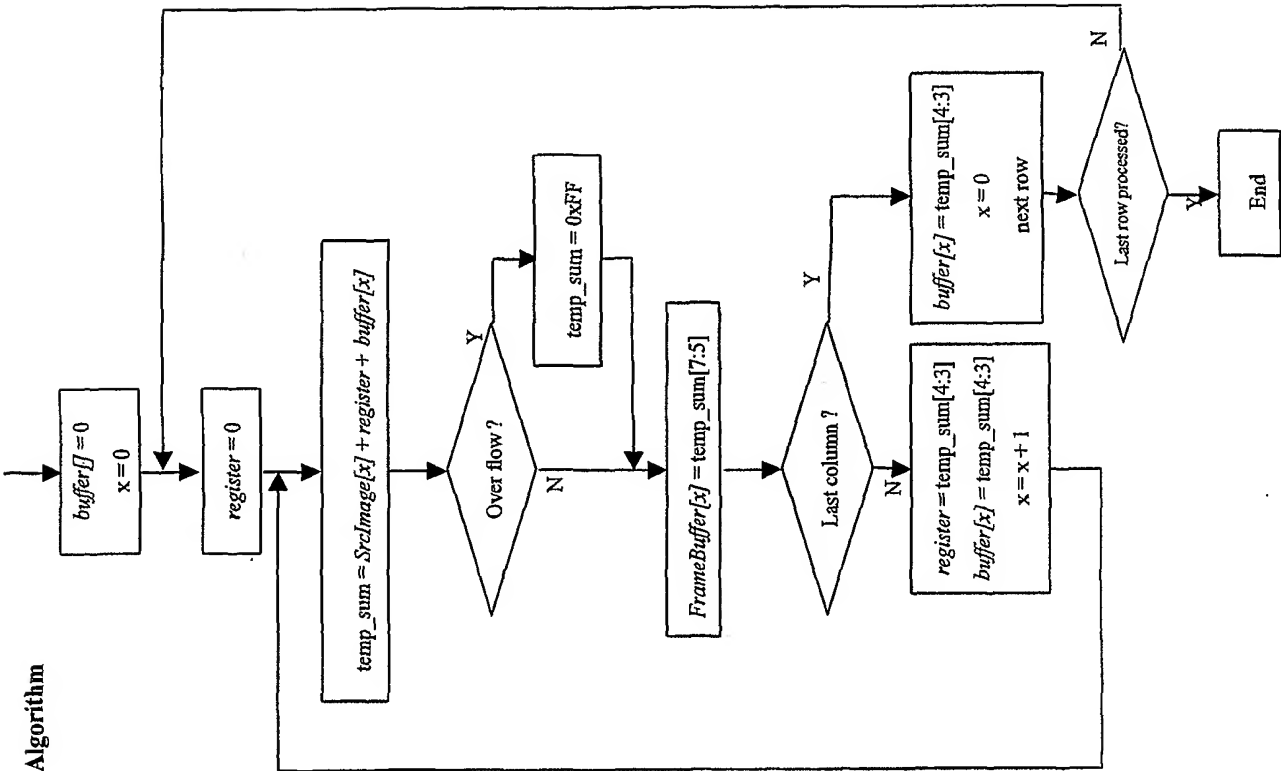 Algorithm
buffer[] = 0
x = 0
register = 0
temp_sum = SrcImage[x] + register + buffer[x]
Over flow ?
Y
N
temp_sum = 0xFF
FrameBuffer[x] = temp_sum[7:5]
Last column ?
Y
N
register = temp_sum[4:3]
buffer[x] = temp_sum[4:3]
x = x + 1
buffer[x] = temp_sum[4:3]
x = 0
next row
Last row processed?
N
Y
End